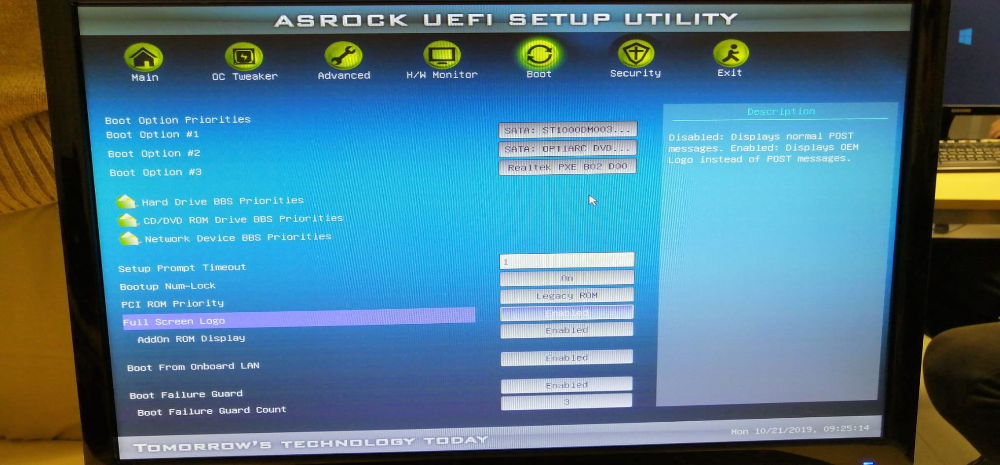 ASROCK UEFI SETUP UTILITY
Main
OC Tweaker
Advanced
H/W Monitor
Boot
Security
Exit
Boot Option Priorities
Boot Option #1
SATA: ST1000DM003...
Boot Option #2
SATA: OPTIARC DVD...
Boot Option #3
Realtek PXE B02 D00
Hard Drive BBS Priorities
CD/DVD ROM Drive BBS Priorities
Network Device BBS Priorities
Setup Prompt Timeout
1
Bootup Num-Lock
On
PCI ROM Priority
Legacy ROM
Full Screen Logo
Enabled
AddOn ROM Display
Enabled
Boot From Onboard LAN
Enabled
Boot Failure Guard
Enabled
Boot Failure Guard Count
3
Description
Disabled: Displays normal POST
messages. Enabled: Displays OEM
Logo instead of POST messages.
TOMORROW'S TECHNOLOGY TODAY
Mon 10/21/2019, 09:25:14
SAMSUNG